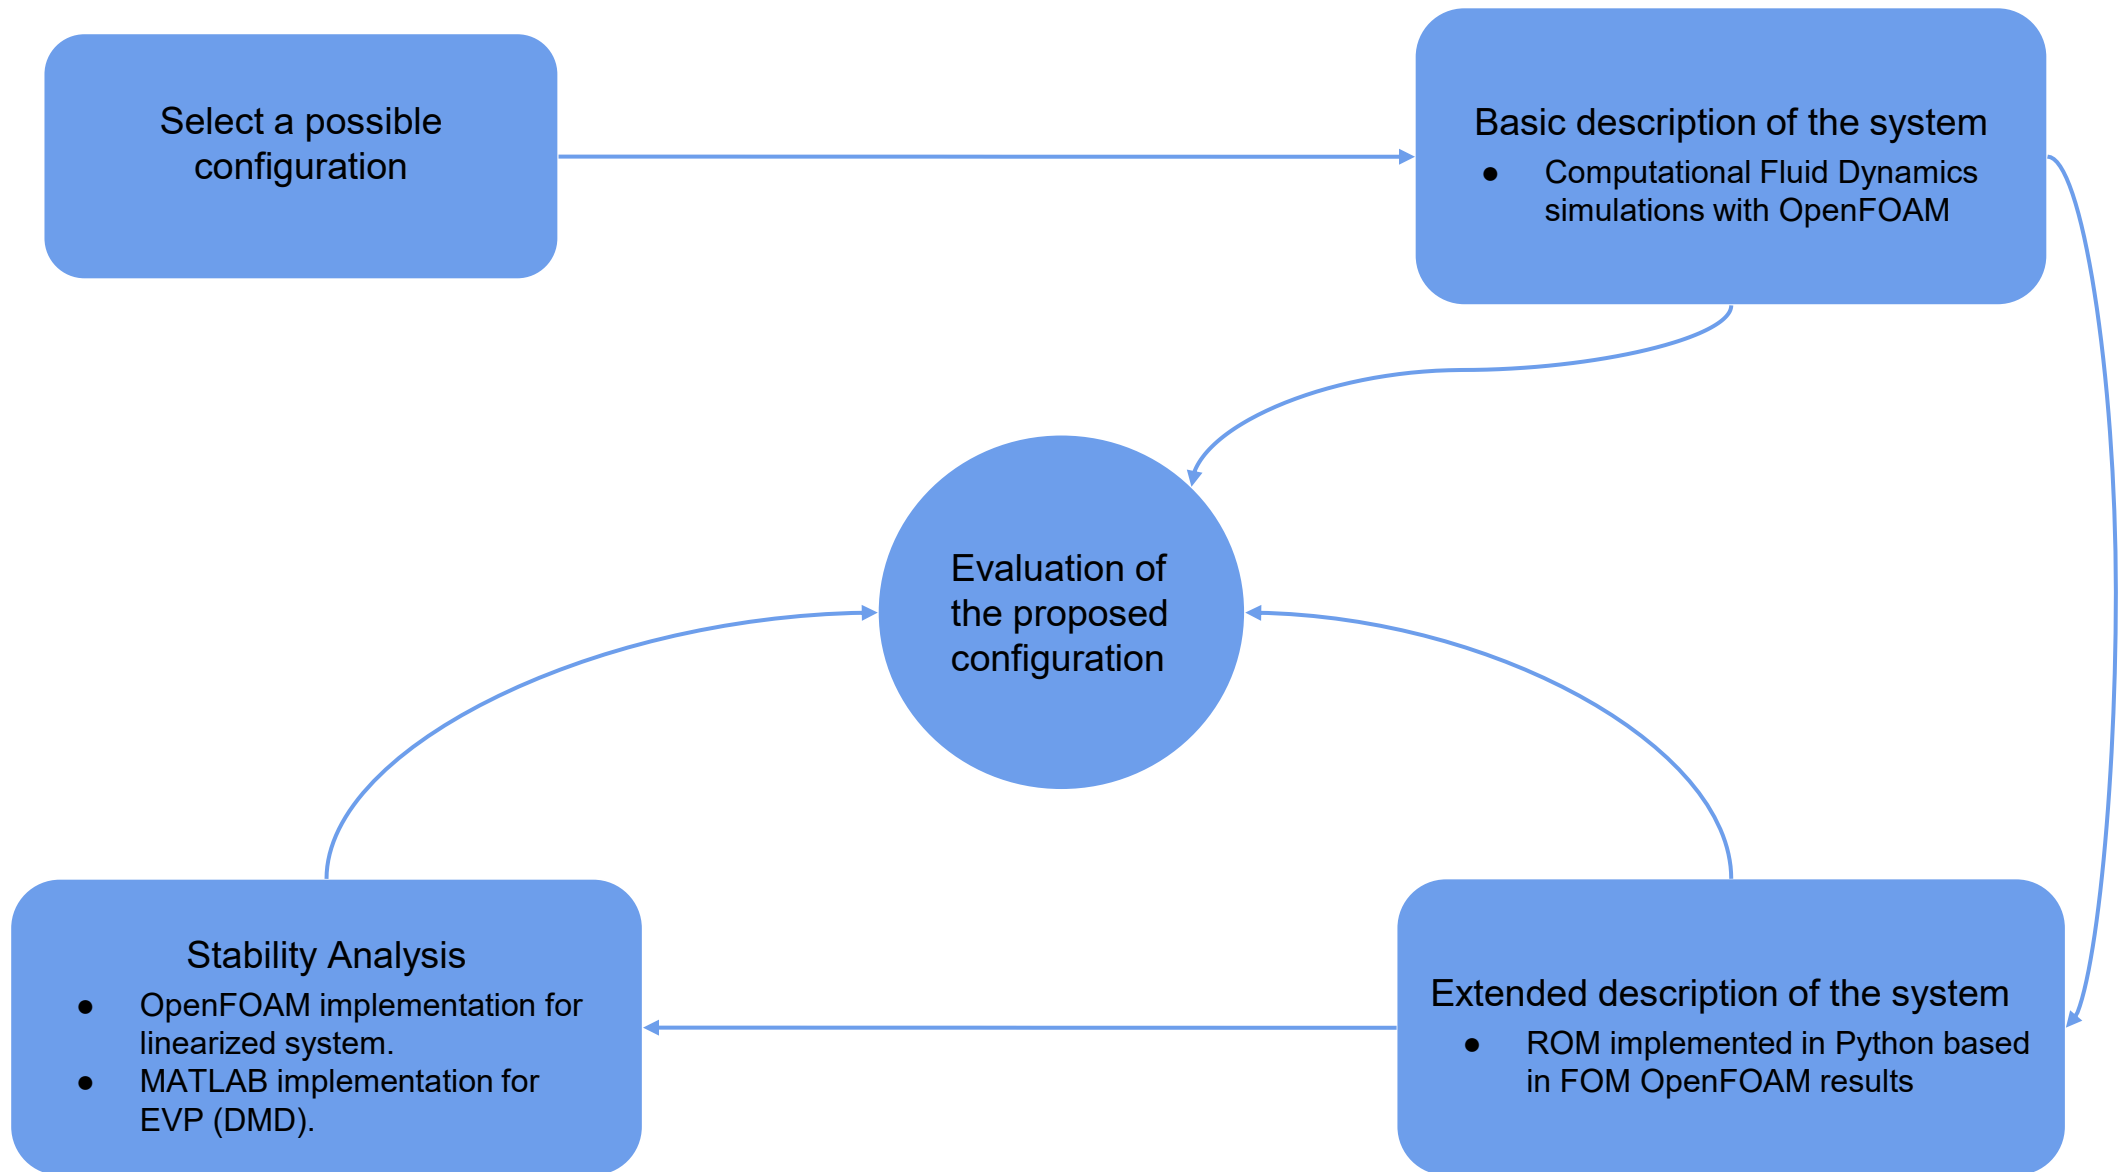 Select a possible
configuration
Basic description of the system
● Computational Fluid Dynamics
simulations with OpenFOAM
Evaluation of
the proposed
configuration
Stability Analysis
● OpenFOAM implementation for
linearized system.
● MATLAB implementation for
EVP (DMD).
Extended description of the system
● ROM implemented in Python based
in FOM OpenFOAM results